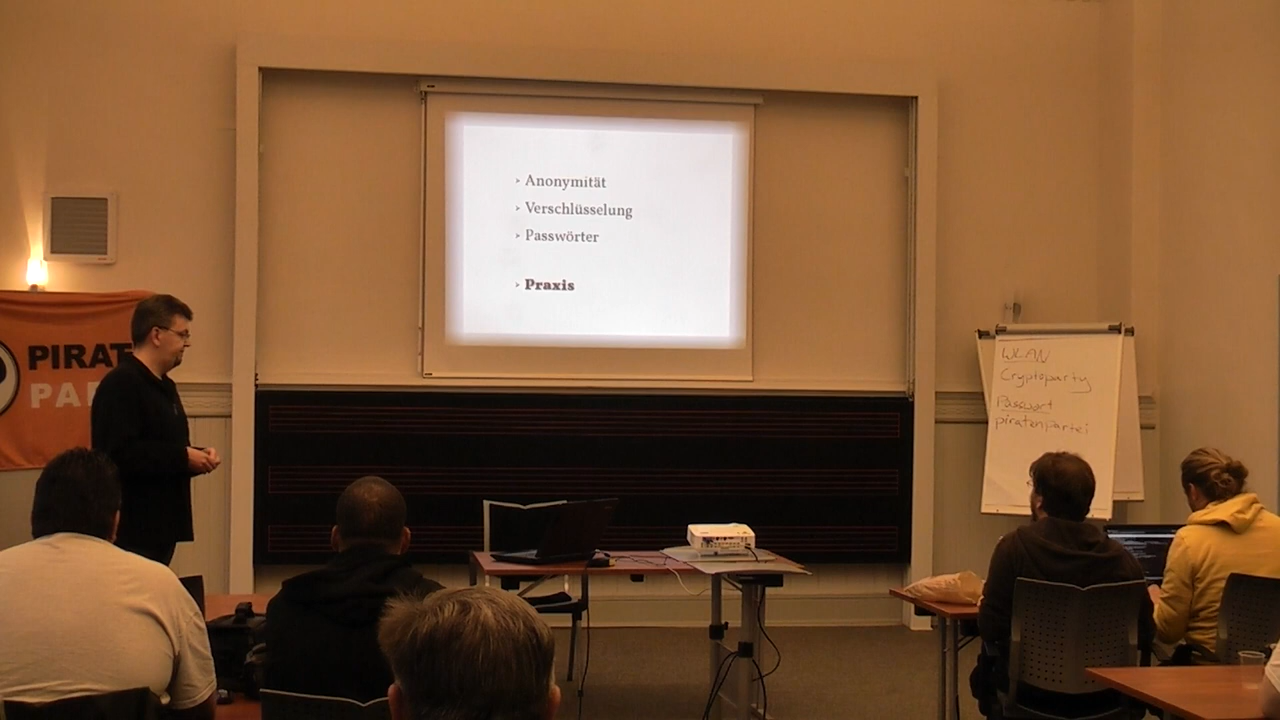 Anonymität
Verschlüsselung
Passwörter
Praxis
PIRAT
PA
WLAN
Cryptoparty
Passwort
piratenpartei